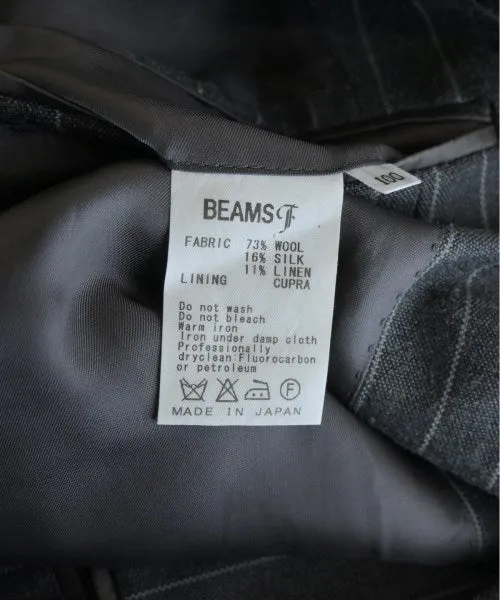 100
BEAMS F
FABRIC 73% WOOL
16% SILK
11% LINEN
LINING CUPRA
Do not wash
Do not bleach
Warm iron
Iron under damp cloth
Professionally
dryclean:Fluorocarbon
or petroleum
F
MADE IN JAPAN